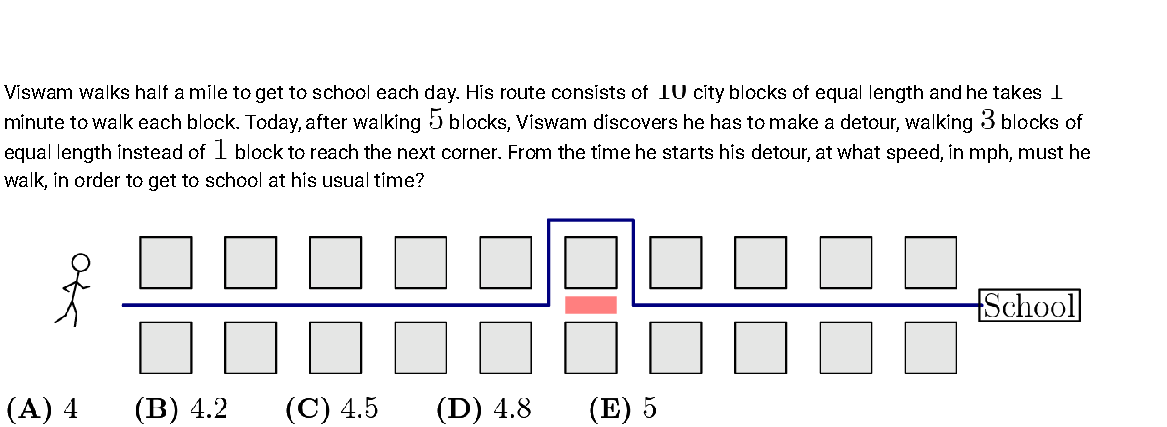 Viswam walks half a mile to get to school each day. His route consists of 10 city blocks of equal length and he takes 1
minute to walk each block. Today, after walking 5 blocks, Viswam discovers he has to make a detour, walking 3 blocks of
equal length instead of 1 block to reach the next corner. From the time he starts his detour, at what speed, in mph, must he
walk, in order to get to school at his usual time?
School
(A) 4 (B) 4.2 (C) 4.5 (D) 4.8 (E) 5